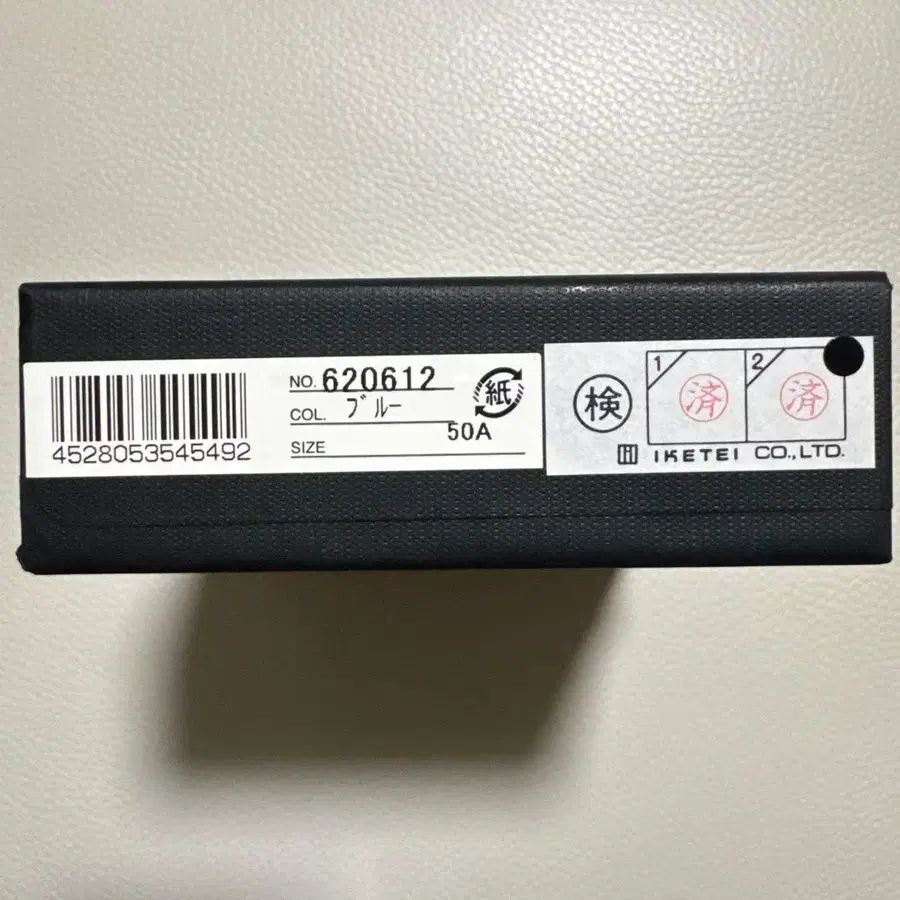 4528053545492
NO. 620612
COL. ブルー
SIZE
紙
50A
検
1 済
2 済
IKETEI CO.,LTD.